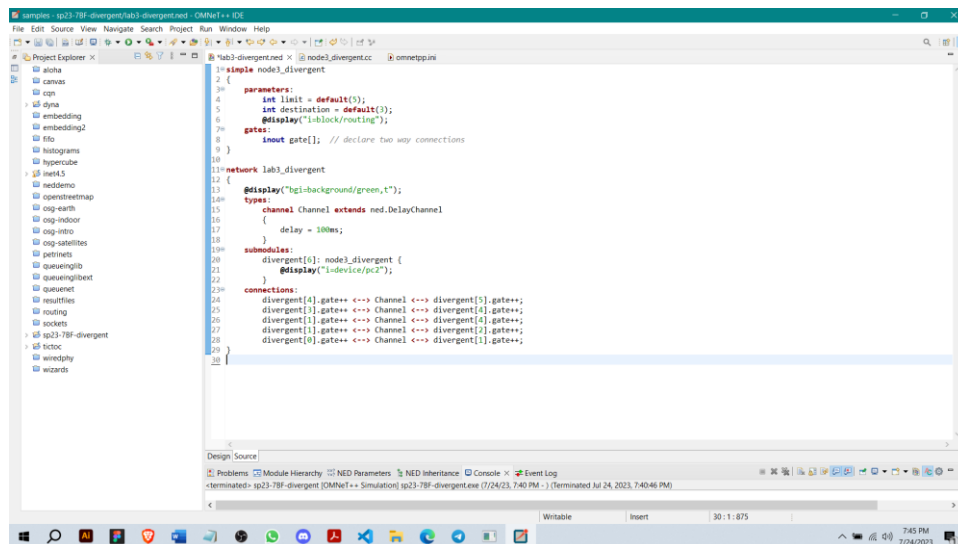 samples - sp23-7BF-divergent/lab3-divergent.ned - OMNeT++ IDE
File Edit Source View Navigate Search Project Run Window Help
Project Explorer
*lab3-divergent.ned
node3_divergent.cc
omnetpp.ini
aloha
canvas
cqn
dyna
embedding
embedding2
fifo
histograms
hypercube
inet4.5
neddemo
openstreetmap
osg-earth
osg-indoor
osg-intro
osg-satellites
petrinets
queueinglib
queueinglibext
queuenet
resultfiles
routing
sockets
sp23-7BF-divergent
tictoc
wiredphy
wizards
1 simple node3_divergent
2 {
3 parameters:
4 int limit = default(5);
5 int destination = default(3);
6 @display("i=block/routing");
7 gates:
8 inout gate[]; // declare two way connections
9 }
10
11 network lab3_divergent
12 {
13 @display("bgi=background/green,t");
14 types:
15 channel Channel extends ned.DelayChannel
16 {
17 delay = 100ms;
18 }
19 submodules:
20 divergent[6]: node3_divergent {
21 @display("i=device/pc2");
22 }
23 connections:
24 divergent[4].gate++ <--> Channel <--> divergent[5].gate++;
25 divergent[3].gate++ <--> Channel <--> divergent[4].gate++;
26 divergent[1].gate++ <--> Channel <--> divergent[4].gate++;
27 divergent[1].gate++ <--> Channel <--> divergent[2].gate++;
28 divergent[0].gate++ <--> Channel <--> divergent[1].gate++;
29 }
30
Design Source
Problems Module Hierarchy NED Parameters NED Inheritance Console Event Log
<terminated> sp23-7BF-divergent [OMNeT++ Simulation] sp23-7BF-divergent.exe (7/24/23, 7:40 PM - ) (Terminated Jul 24, 2023, 7:40:46 PM)
Writable Insert 30:1:875
Ai
7:45 PM
7/24/2023